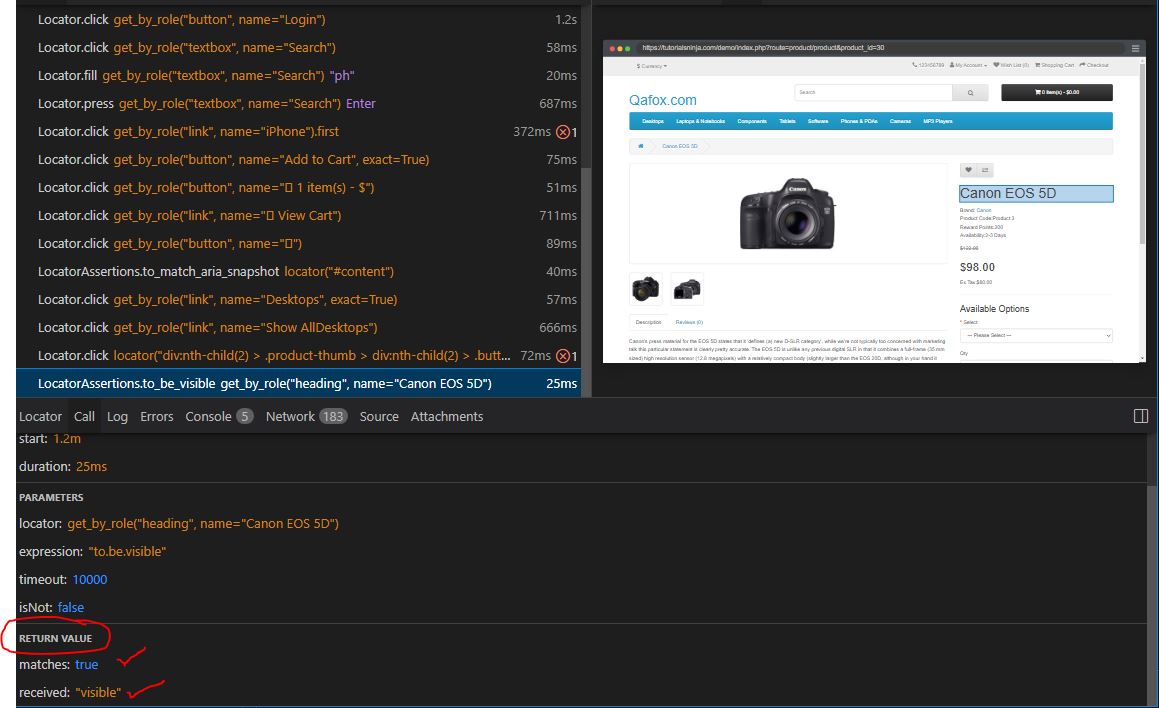 Locator.click get_by_role("button", name="Login") 1.2s
Locator.click get_by_role("textbox", name="Search") 58ms
Locator.fill get_by_role("textbox", name="Search") "ph" 20ms
Locator.press get_by_role("textbox", name="Search") Enter 687ms
Locator.click get_by_role("link", name="iPhone").first 372ms 1
Locator.click get_by_role("button", name="Add to Cart", exact=True) 75ms
Locator.click get_by_role("button", name="▯ 1 item(s) - $") 51ms
Locator.click get_by_role("link", name="▯ View Cart") 711ms
Locator.click get_by_role("button", name="▯") 89ms
LocatorAssertions.to_match_aria_snapshot locator("#content") 40ms
Locator.click get_by_role("link", name="Desktops", exact=True) 57ms
Locator.click get_by_role("link", name="Show AllDesktops") 666ms
Locator.click locator("div:nth-child(2) > .product-thumb > div:nth-child(2) > .butt... 72ms 1
LocatorAssertions.to_be_visible get_by_role("heading", name="Canon EOS 5D") 25ms
https://tutorialsninja.com/demo/index.php?route=product/product&product_id=30
$ Currency 123456789 My Account Wish List (0) Shopping Cart Checkout
Qafox.com
Search
0 item(s) - $0.00
Desktops Laptops & Notebooks Components Tablets Software Phones & PDAs Cameras MP3 Players
Canon EOS 5D
Canon
Canon EOS 5D
Brand: Canon
Product Code:Product 3
Reward Points:200
Availability:2-3 Days
$122.00
$98.00
Ex Tax:$80.00
Available Options
* Select
--- Please Select ---
Qty
Description Reviews (0)
Canon's press material for the EOS 5D states that it 'defines (a) new D-SLR category', while we're not typically too concerned with marketing
talk this particular statement is clearly pretty accurate. The EOS 5D is unlike any previous digital SLR in that it combines a full-frame (35 mm
sized) high resolution sensor (12.8 megapixels) with a relatively compact body (slightly larger than the EOS 20D, although in your hand it
Locator Call Log Errors Console 5 Network 183 Source Attachments
start: 1.2m
duration: 25ms
PARAMETERS
locator: get_by_role("heading", name="Canon EOS 5D")
expression: "to.be.visible"
timeout: 10000
isNot: false
RETURN VALUE
matches: true
received: "visible"